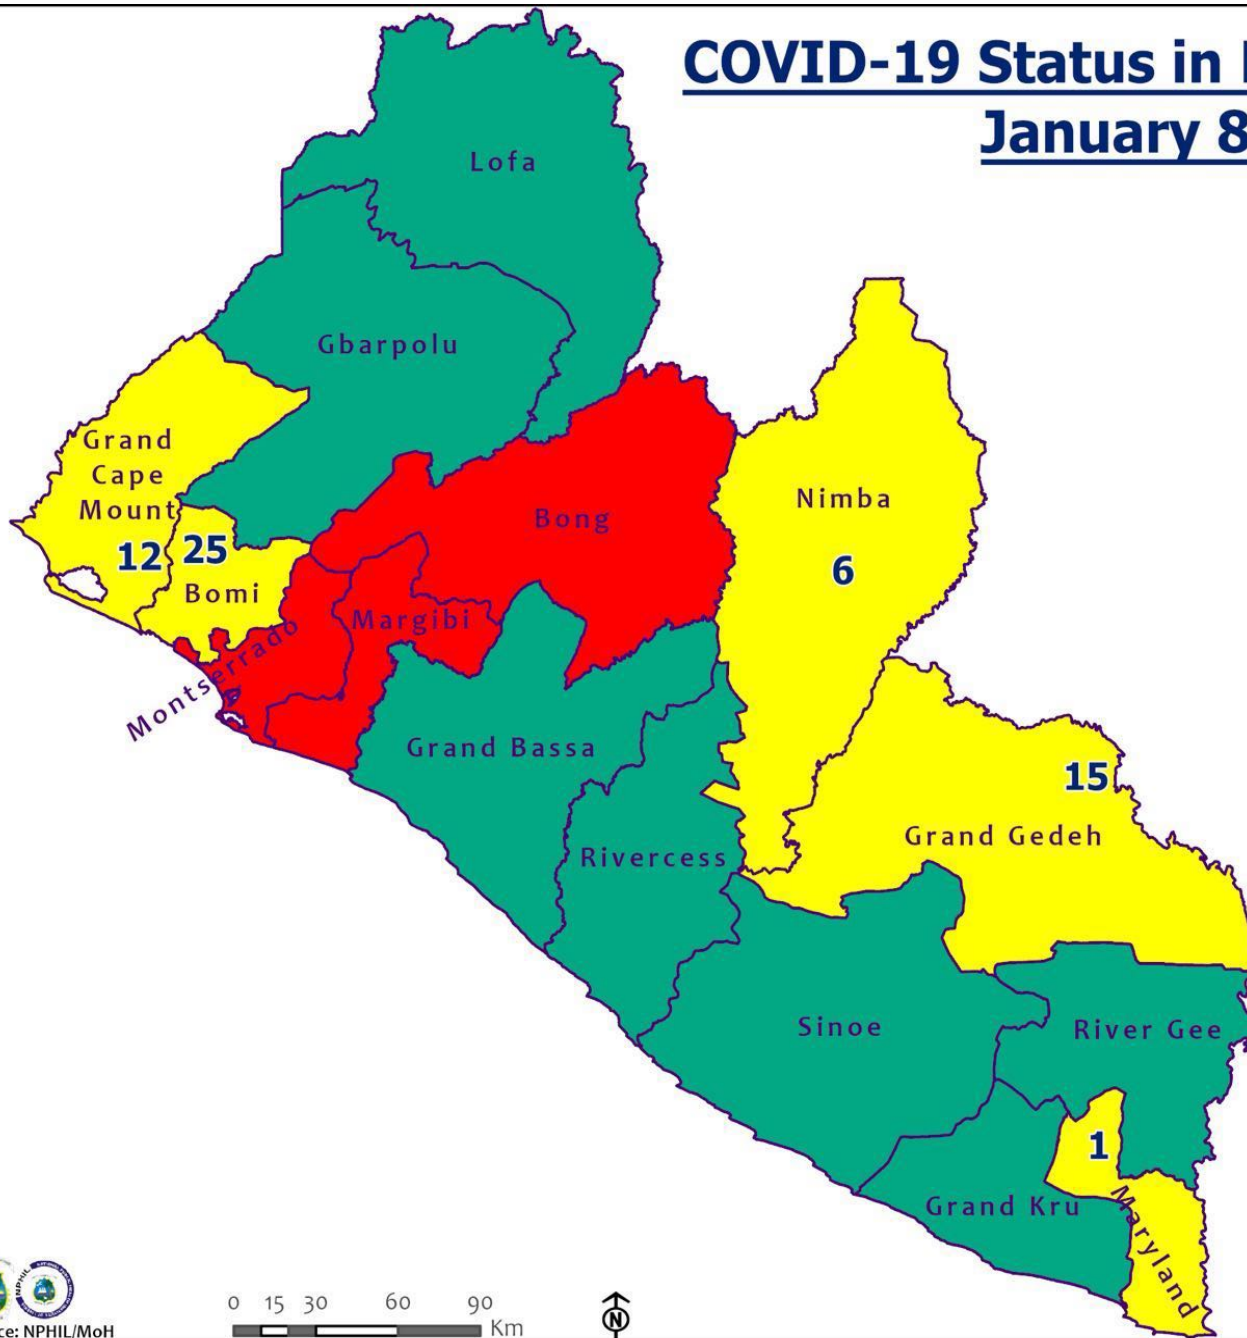 COVID-19 Status in
January 8
Lofa
Gbarpolu
Grand
Cape
Mount
12
25
Bomi
Bong
Nimba
6
Margibi
Montserrado
Grand Bassa
15
Grand Gedeh
Rivercess
Sinoe
River Gee
1
Grand Kru
Maryland
NPHIL
0 15 30 60 90
Km
N
ce: NPHIL/MoH